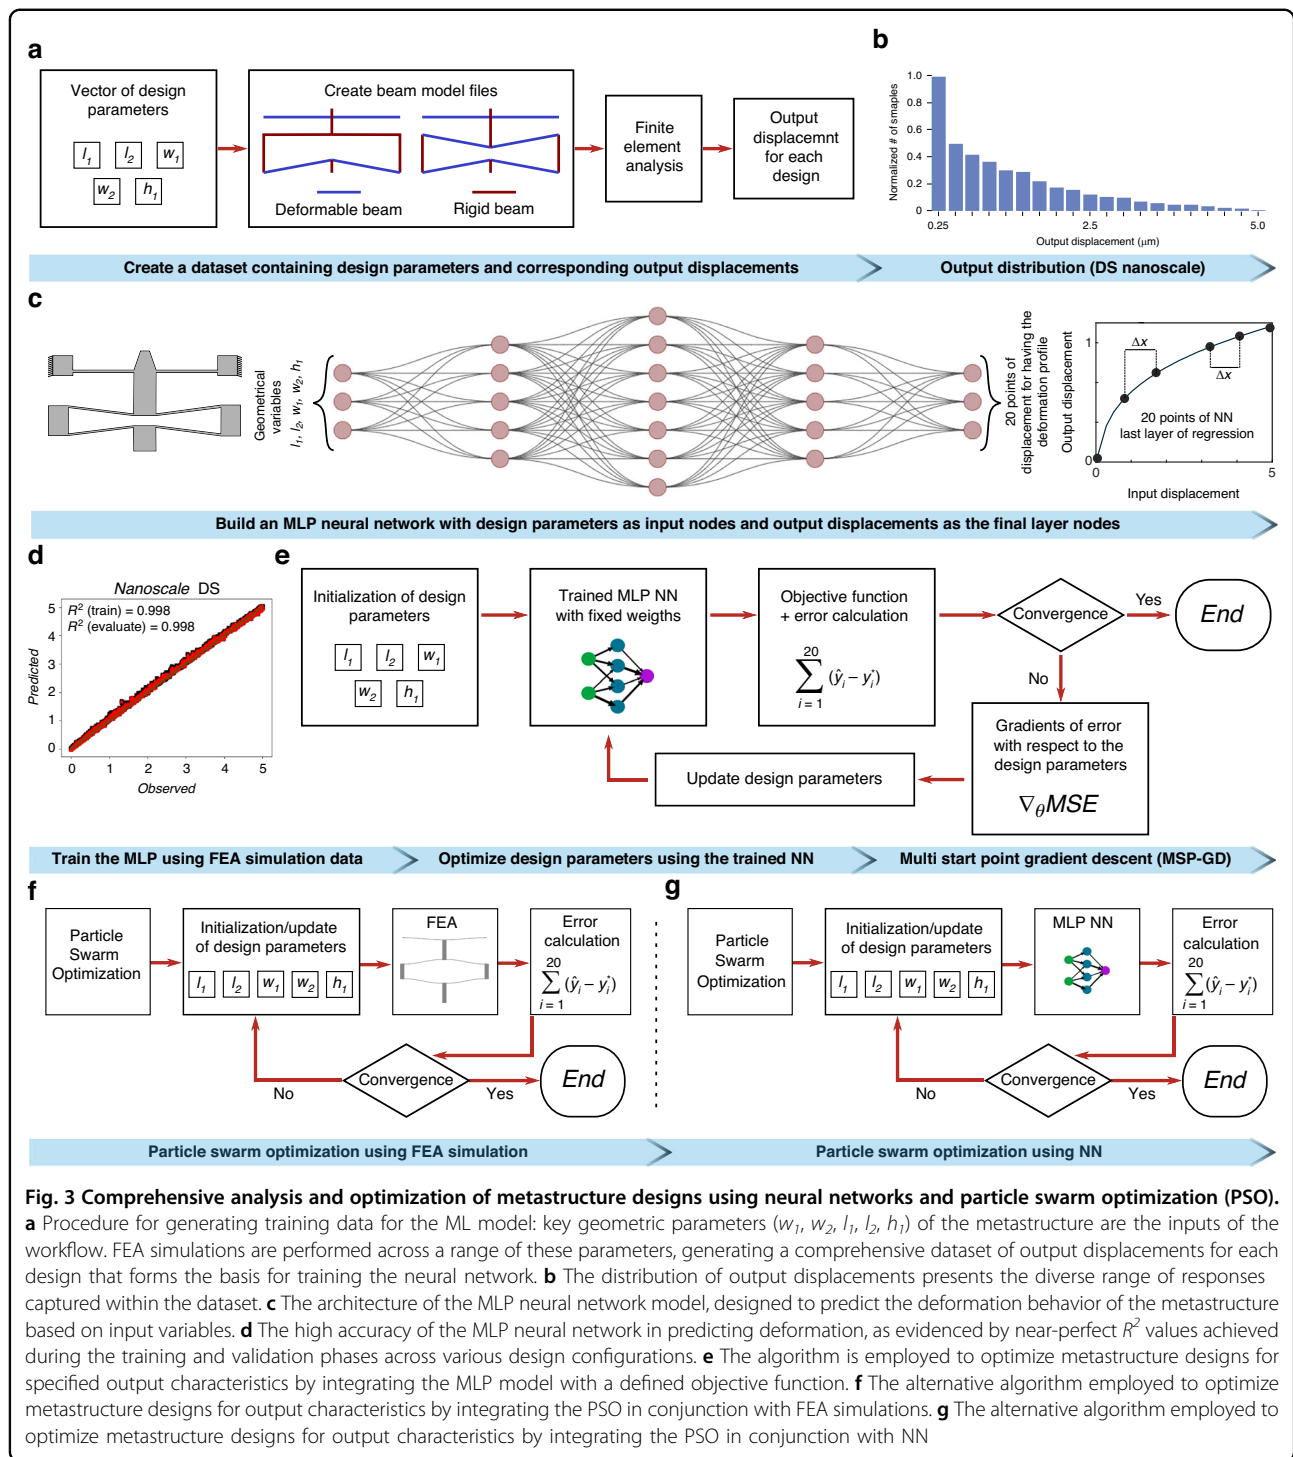 a
Vector of design
parameters
l1 l2 w1
w2 h1
Create beam model files
Deformable beam
Rigid beam
Finite
element
analysis
Output
displacemnt
for each
design
b
Normalized # of smaples
1.0
0.8
0.6
0.4
0.2
0
0.25 2.5 5.0
Output displacement (μm)
Create a dataset containing design parameters and corresponding output displacements
Output distribution (DS nanoscale)
c
Geometrical
variables
l1, l2, w1, w2, h1
20 points of
displacement for having the
deformation profile
Output displacement
1
0
Δx
Δx
20 points of NN
last layer of regression
0 5
Input displacement
Build an MLP neural network with design parameters as input nodes and output displacements as the final layer nodes
d
Nanoscale DS
R2 (train) = 0.998
R2 (evaluate) = 0.998
Predicted
5
4
3
2
1
0
0 1 2 3 4 5
Observed
e
Initialization of design
parameters
l1 l2 w1
w2 h1
Trained MLP NN
with fixed weigths
Objective function
+ error calculation
20
∑ (ŷi – yi*)
i = 1
Convergence
Yes
End
No
Gradients of error
with respect to the
design parameters
∇θMSE
Update design parameters
Train the MLP using FEA simulation data
Optimize design parameters using the trained NN
Multi start point gradient descent (MSP-GD)
f
Particle
Swarm
Optimization
Initialization/update
of design parameters
l1 l2 w1 w2 h1
FEA
Error
calculation
20
∑ (ŷi – yi*)
i = 1
Convergence
No
Yes
End
g
Particle
Swarm
Optimization
Initialization/update
of design parameters
l1 l2 w1 w2 h1
MLP NN
Error
calculation
20
∑ (ŷi – yi*)
i = 1
Convergence
No
Yes
End
Particle swarm optimization using FEA simulation
Particle swarm optimization using NN
Fig. 3 Comprehensive analysis and optimization of metastructure designs using neural networks and particle swarm optimization (PSO).
a Procedure for generating training data for the ML model: key geometric parameters (w1, w2, l1, l2, h1) of the metastructure are the inputs of the
workflow. FEA simulations are performed across a range of these parameters, generating a comprehensive dataset of output displacements for each
design that forms the basis for training the neural network. b The distribution of output displacements presents the diverse range of responses
captured within the dataset. c The architecture of the MLP neural network model, designed to predict the deformation behavior of the metastructure
based on input variables. d The high accuracy of the MLP neural network in predicting deformation, as evidenced by near-perfect R2 values achieved
during the training and validation phases across various design configurations. e The algorithm is employed to optimize metastructure designs for
specified output characteristics by integrating the MLP model with a defined objective function. f The alternative algorithm employed to optimize
metastructure designs for output characteristics by integrating the PSO in conjunction with FEA simulations. g The alternative algorithm employed to
optimize metastructure designs for output characteristics by integrating the PSO in conjunction with NN